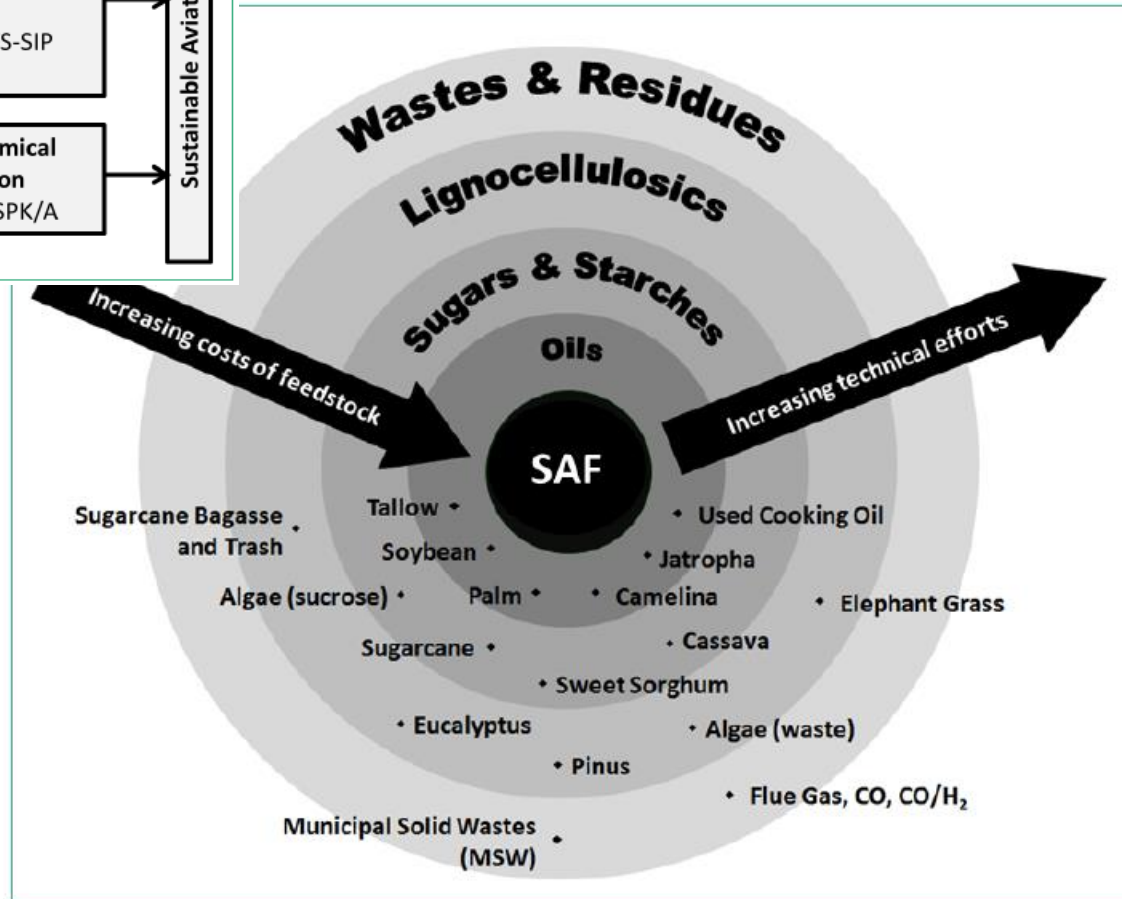 S-SIP
mical
on
SPK/A
Sustainable Aviat
Wastes & Residues
Lignocellulosics
Sugars & Starches
Oils
Increasing costs of feedstock
Increasing technical efforts
SAF
Tallow
Used Cooking Oil
Sugarcane Bagasse
and Trash
Soybean
Jatropha
Algae (sucrose)
Palm
Camelina
Elephant Grass
Sugarcane
Cassava
Sweet Sorghum
Eucalyptus
Algae (waste)
Pinus
Flue Gas, CO, CO/H₂
Municipal Solid Wastes
(MSW)